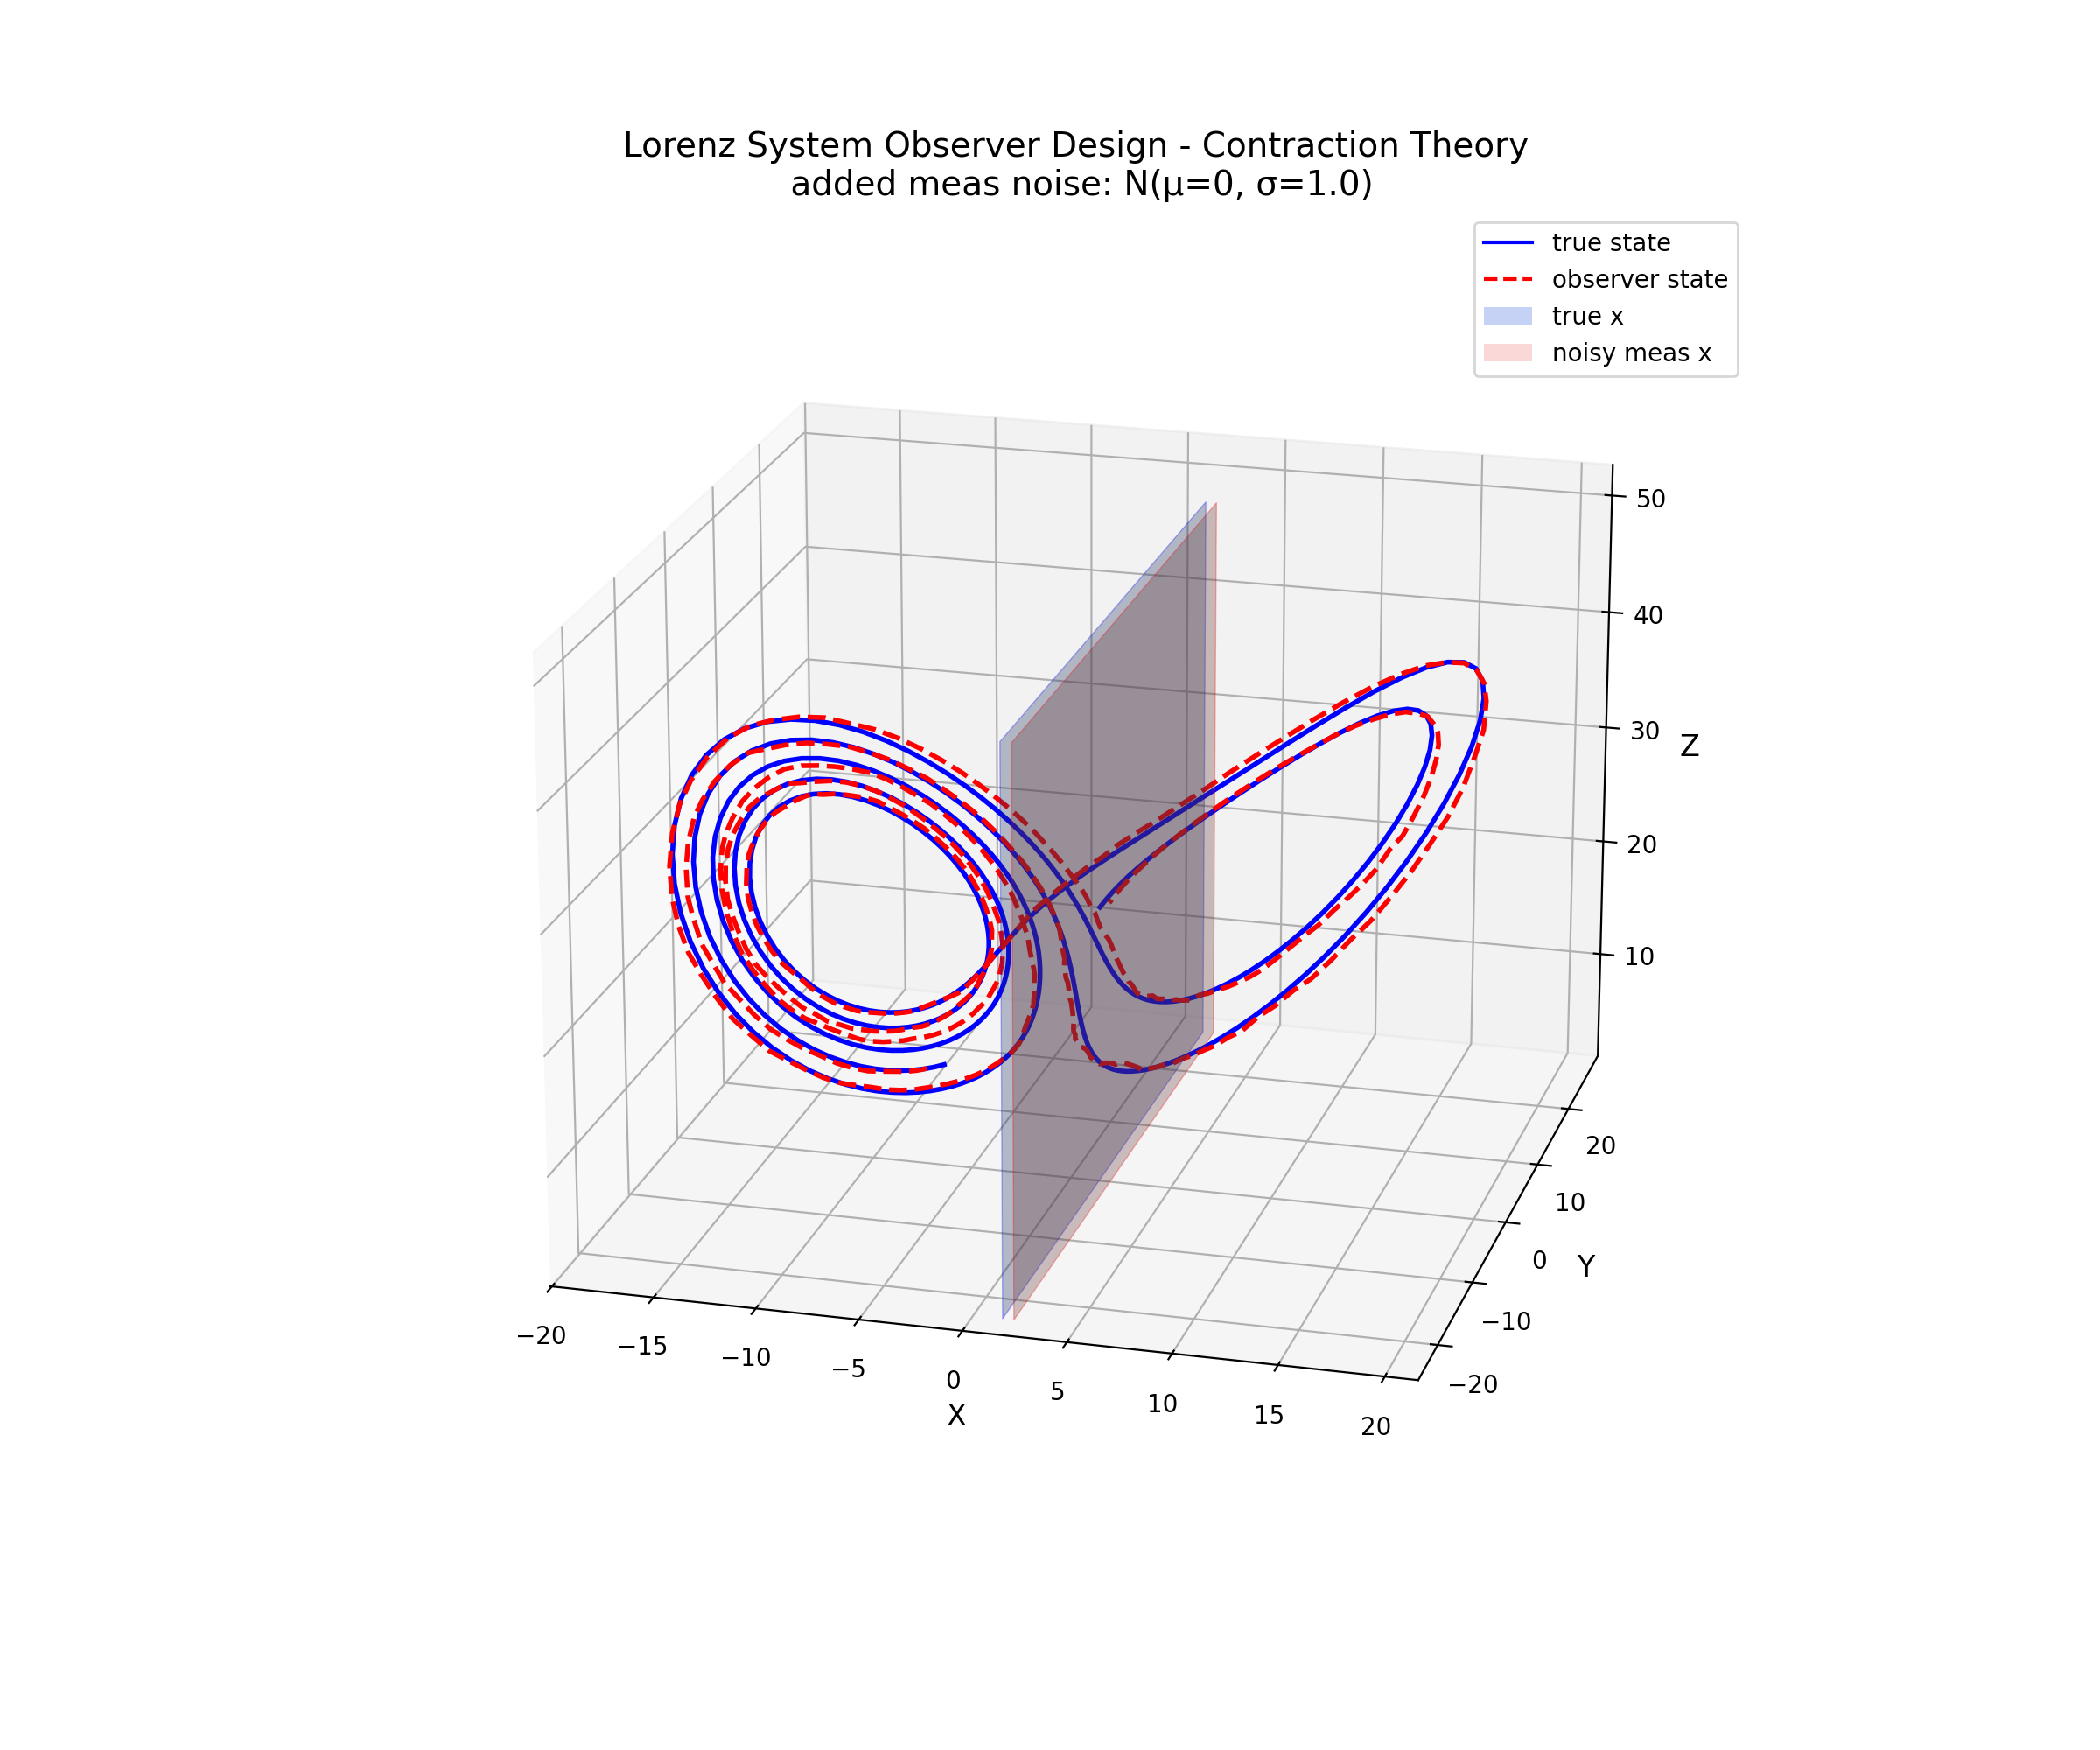 Lorenz System Observer Design - Contraction Theory
added meas noise: N(μ=0, σ=1.0)
true state
observer state
true x
noisy meas x
50
40
30
Z
20
10
20
10
0
Y
−10
−20
−20
−15
−10
−5
0
5
10
15
20
X